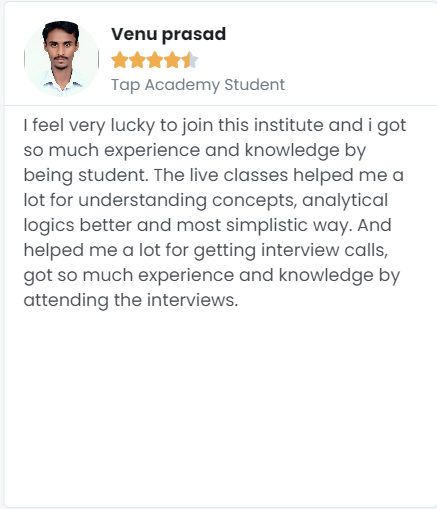 Venu prasad
Tap Academy Student
I feel very lucky to join this institute and i got
so much experience and knowledge by
being student. The live classes helped me a
lot for understanding concepts, analytical
logics better and most simplistic way. And
helped me a lot for getting interview calls,
got so much experience and knowledge by
attending the interviews.